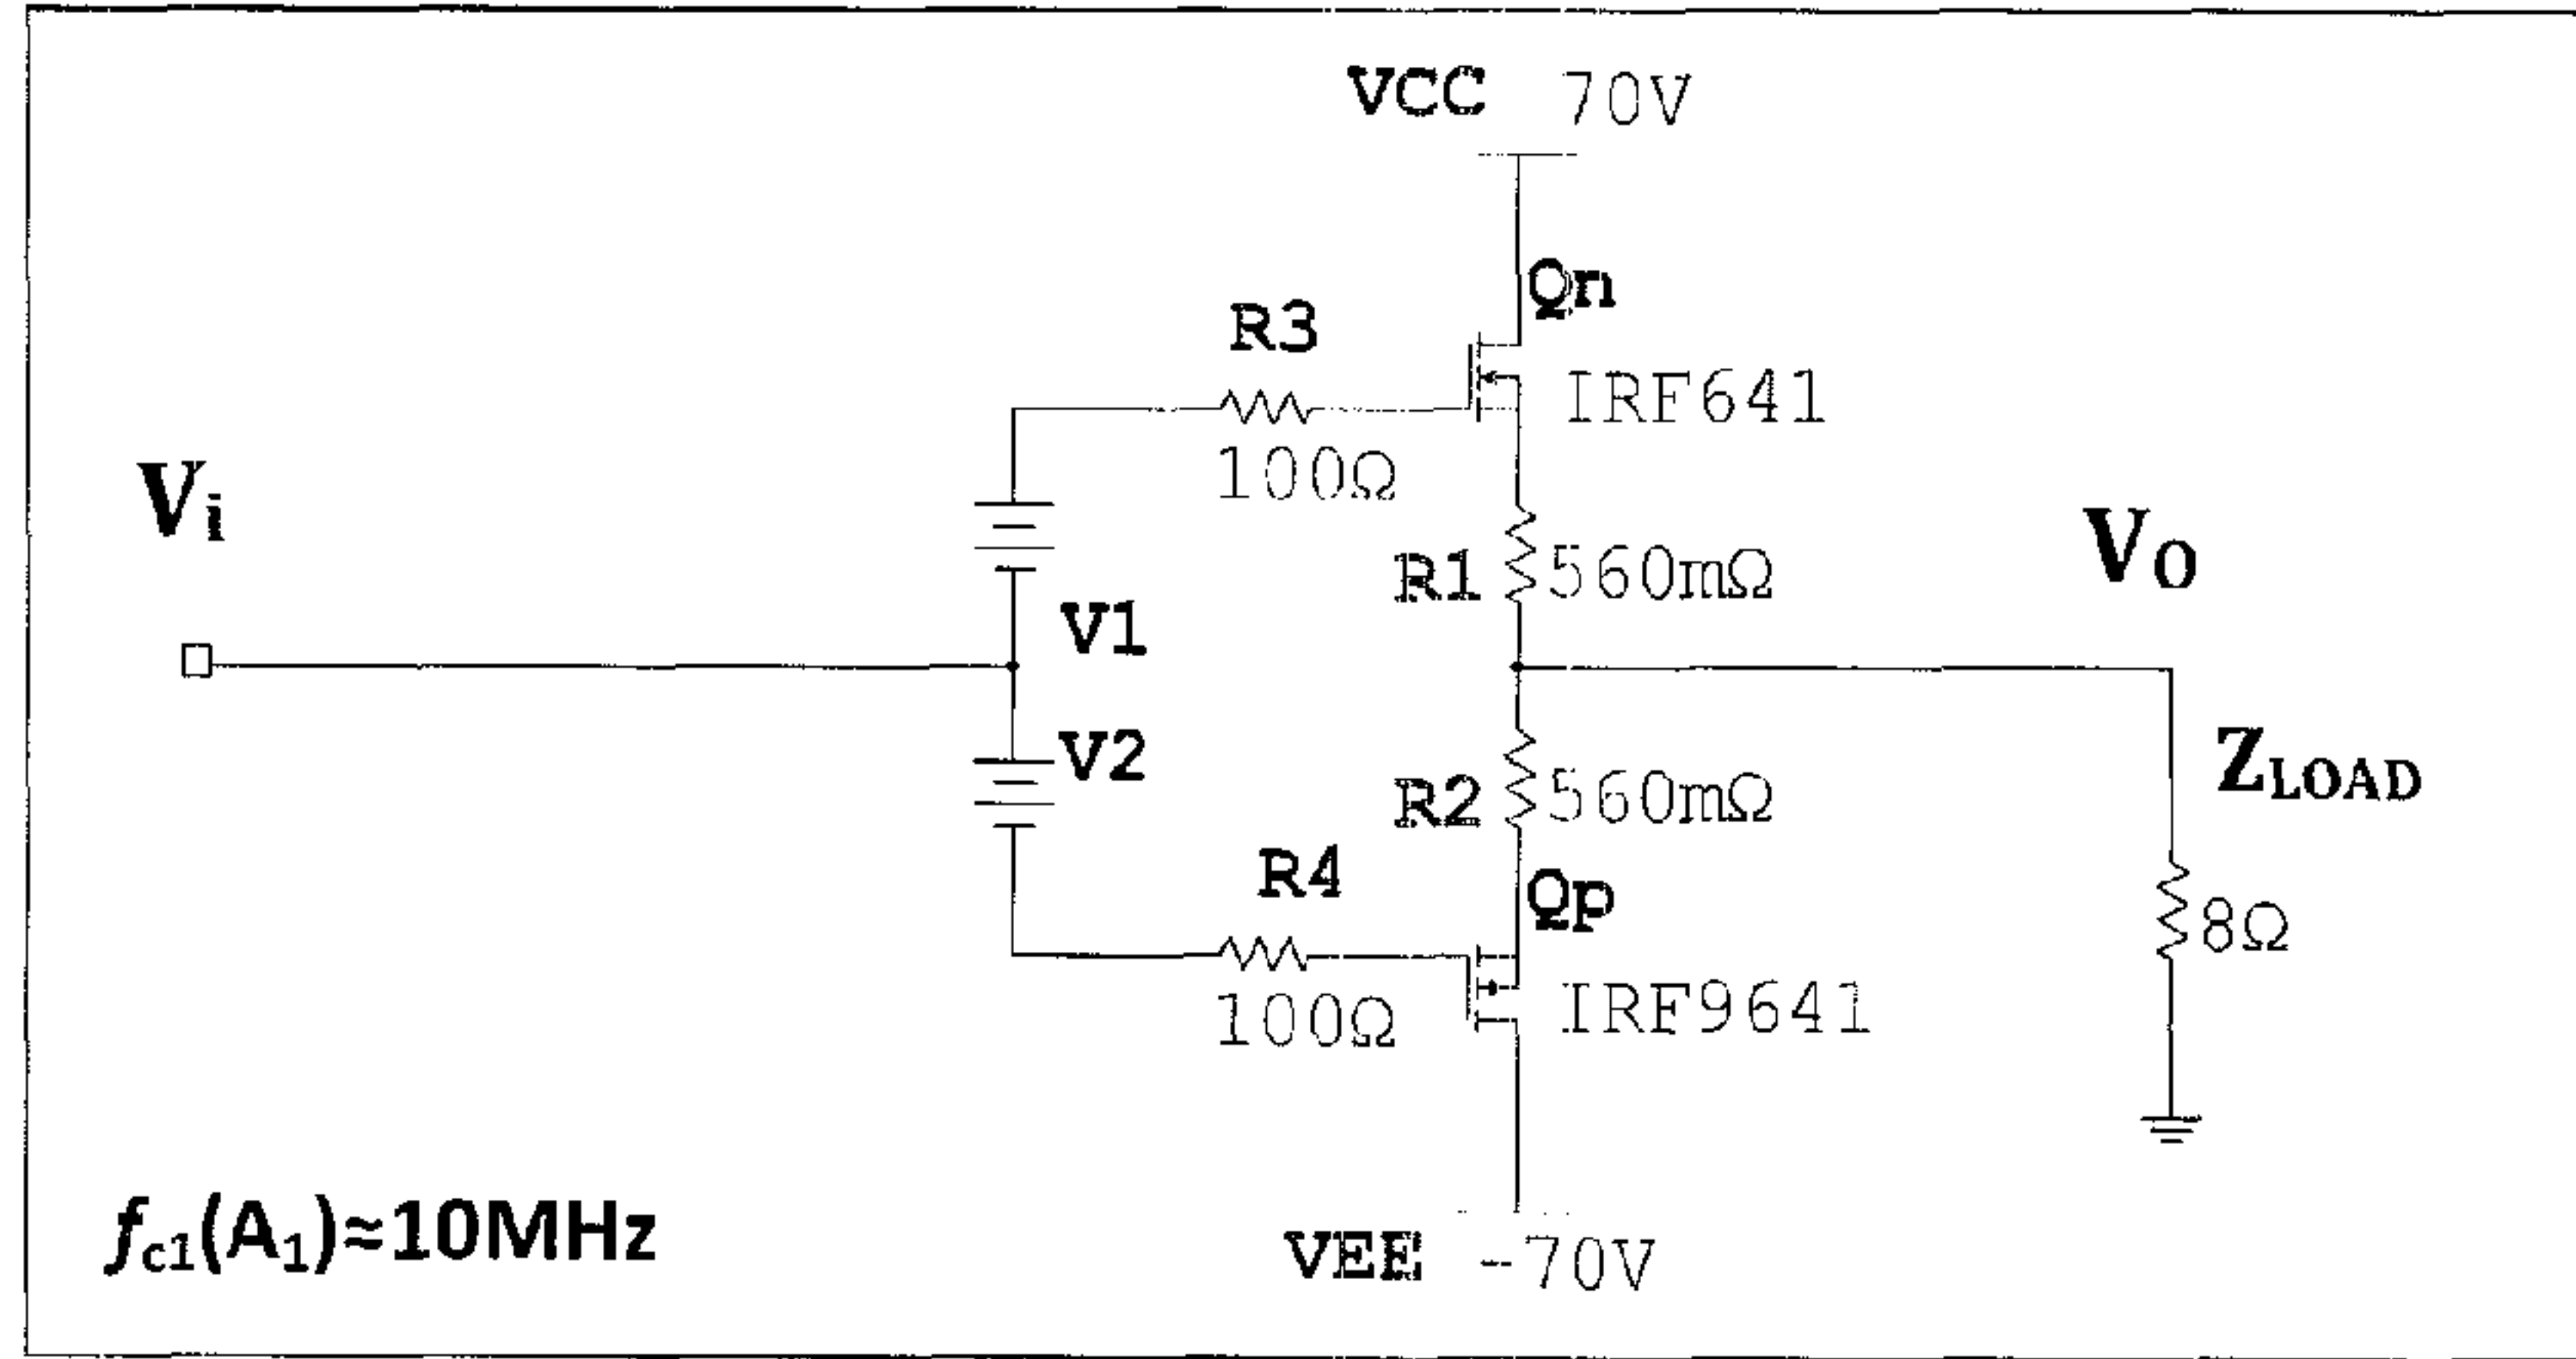 VCC 70V
Qn
R3
IRF641
100Ω
Vi
R1 560mΩ
VO
V1
V2
ZLOAD
R2 560mΩ
R4
Qp
8Ω
100Ω
IRF9641
fc1(A1)≈10MHz
VEE -70V